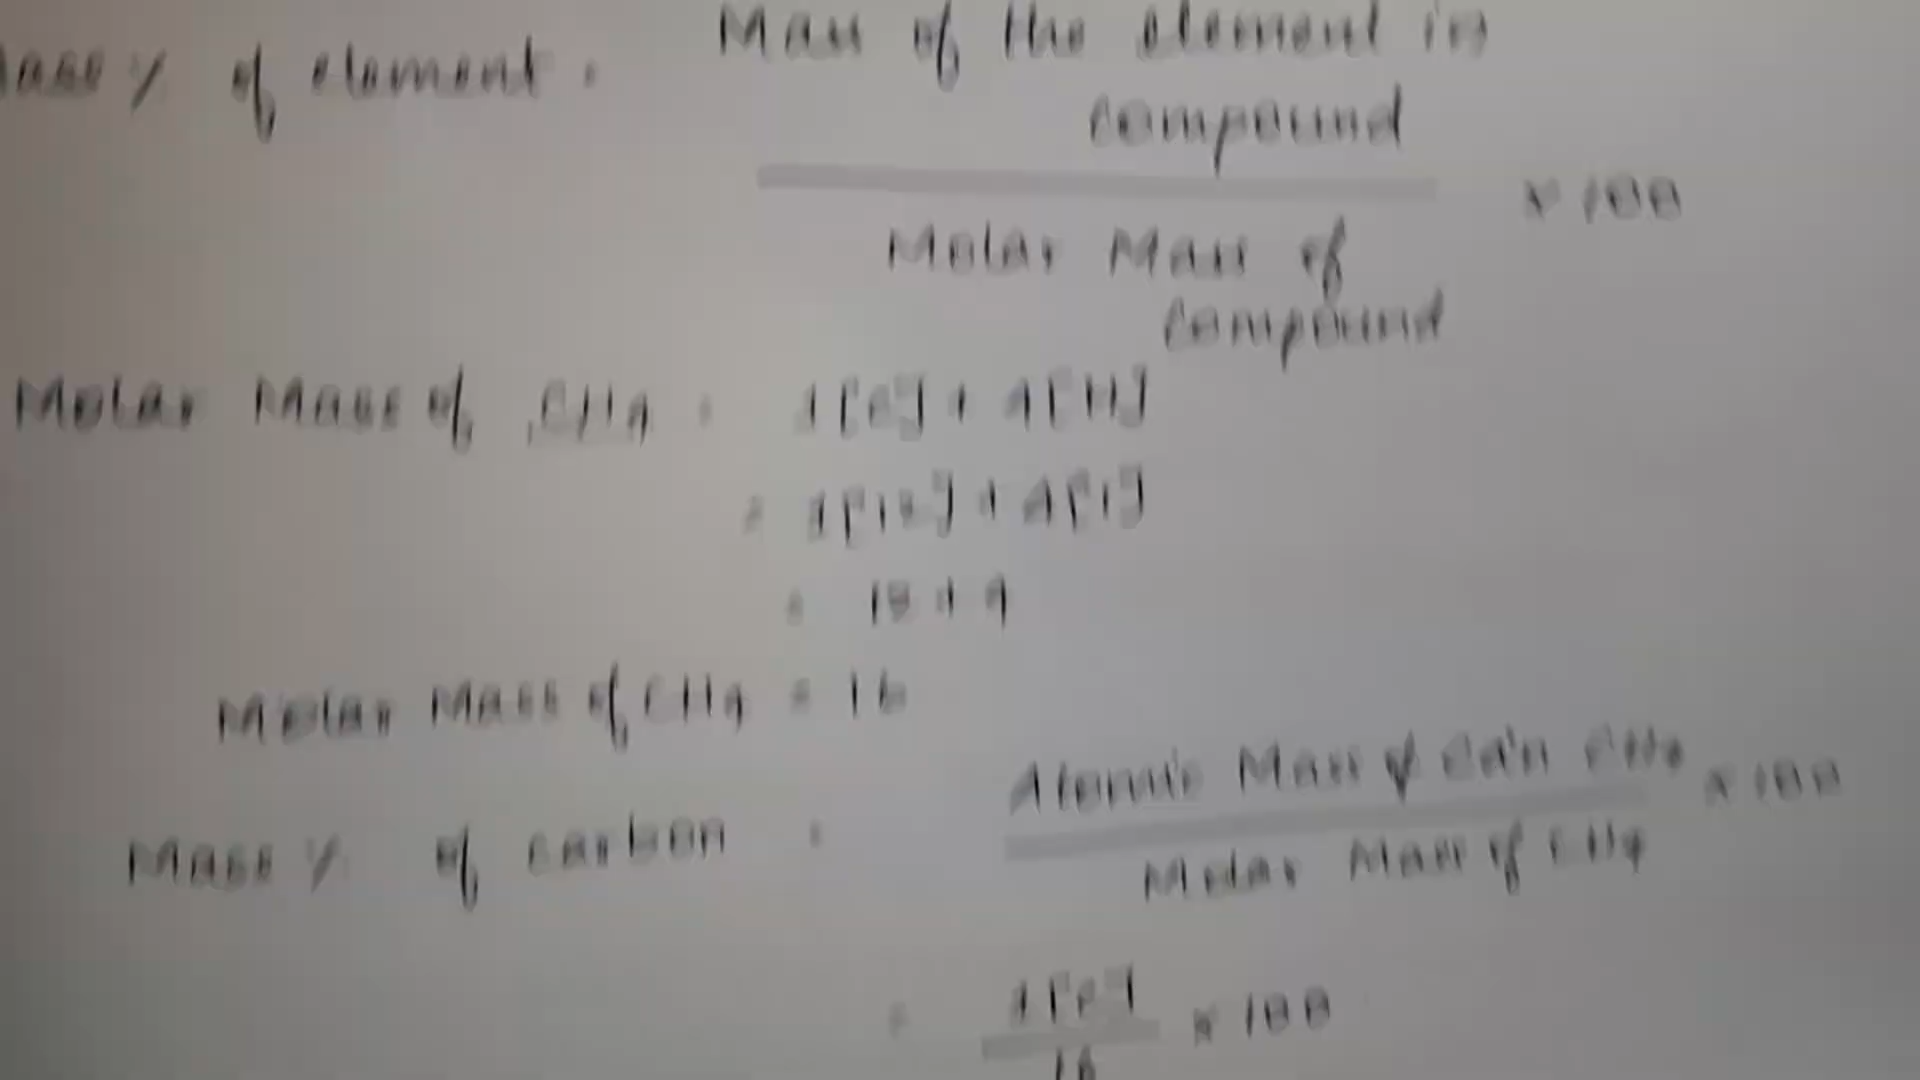 Mass % of element = Mass of the element in
compound
× 100
Molar Mass of
compound
Molar Mass of CH4 = 1[C] + 4[H]
= 1[12] + 4[1]
= 12 + 4
Molar Mass of CH4 = 16
Atomic Mass of C in CH4 × 100
Mass % of carbon =
Molar Mass of CH4
= 1[C] × 100
16